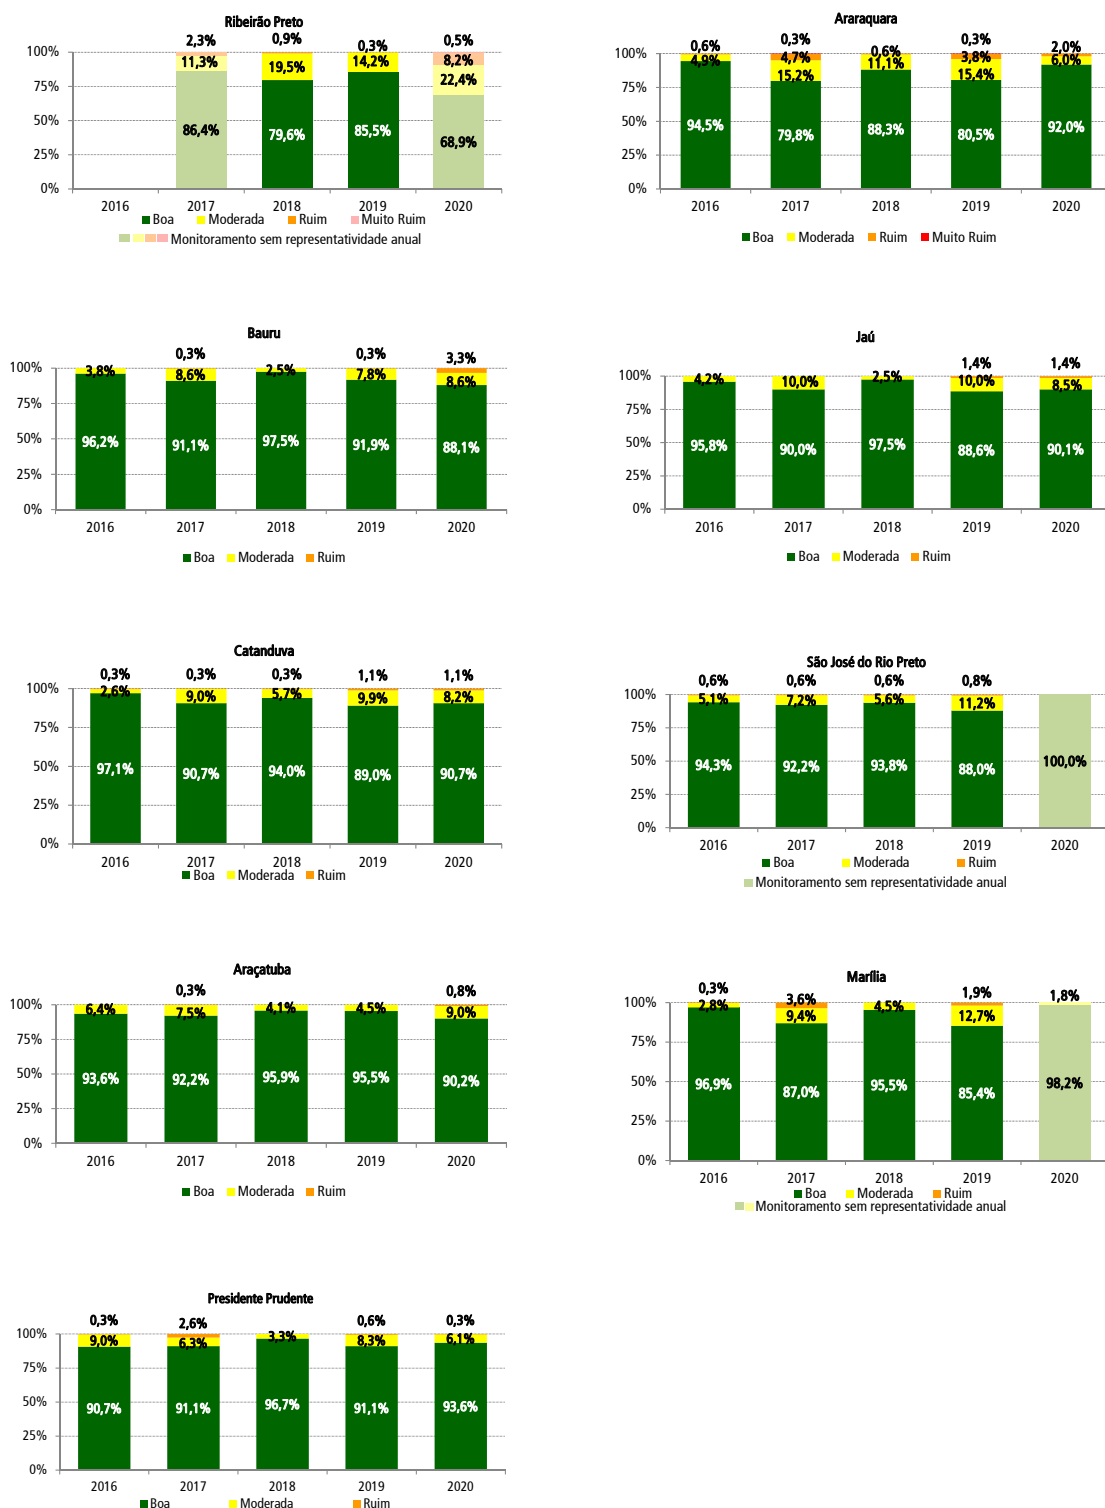 Ribeirão Preto
2,3% 0,9% 0,3% 0,5%
100%
75%
50%
25%
0%
11,3% 19,5% 14,2% 8,2%
22,4%
86,4% 79,6% 85,5% 68,9%
2016 2017 2018 2019 2020
Boa Moderada Ruim Muito Ruim
Monitoramento sem representatividade anual
Araraquara
0,6% 0,3% 0,6% 0,3% 2,0%
100%
75%
50%
25%
0%
4,9% 4,7% 11,1% 3,8% 6,0%
15,2% 15,4%
94,5% 79,8% 88,3% 80,5% 92,0%
2016 2017 2018 2019 2020
Boa Moderada Ruim Muito Ruim
Bauru
0,3% 0,3% 3,3%
100%
75%
50%
25%
0%
3,8% 8,6% 2,5% 7,8% 8,6%
96,2% 91,1% 97,5% 91,9% 88,1%
2016 2017 2018 2019 2020
Boa Moderada Ruim
Jaú
1,4% 1,4%
100%
75%
50%
25%
0%
4,2% 10,0% 2,5% 10,0% 8,5%
95,8% 90,0% 97,5% 88,6% 90,1%
2016 2017 2018 2019 2020
Boa Moderada Ruim
Catanduva
0,3% 0,3% 0,3% 1,1% 1,1%
100%
75%
50%
25%
0%
2,6% 9,0% 5,7% 9,9% 8,2%
97,1% 90,7% 94,0% 89,0% 90,7%
2016 2017 2018 2019 2020
Boa Moderada Ruim
São José do Rio Preto
0,6% 0,6% 0,6% 0,8%
100%
75%
50%
25%
0%
5,1% 7,2% 5,6% 11,2%
94,3% 92,2% 93,8% 88,0% 100,0%
2016 2017 2018 2019 2020
Boa Moderada Ruim
Monitoramento sem representatividade anual
Araçatuba
0,3% 0,8%
100%
75%
50%
25%
0%
6,4% 7,5% 4,1% 4,5% 9,0%
93,6% 92,2% 95,9% 95,5% 90,2%
2016 2017 2018 2019 2020
Boa Moderada Ruim
Marília
0,3% 3,6% 1,9% 1,8%
100%
75%
50%
25%
0%
2,8% 9,4% 4,5% 12,7%
96,9% 87,0% 95,5% 85,4% 98,2%
2016 2017 2018 2019 2020
Boa Moderada Ruim
Monitoramento sem representatividade anual
Presidente Prudente
0,3% 2,6% 0,6% 0,3%
100%
75%
50%
25%
0%
9,0% 6,3% 3,3% 8,3% 6,1%
90,7% 91,1% 96,7% 91,1% 93,6%
2016 2017 2018 2019 2020
Boa Moderada Ruim